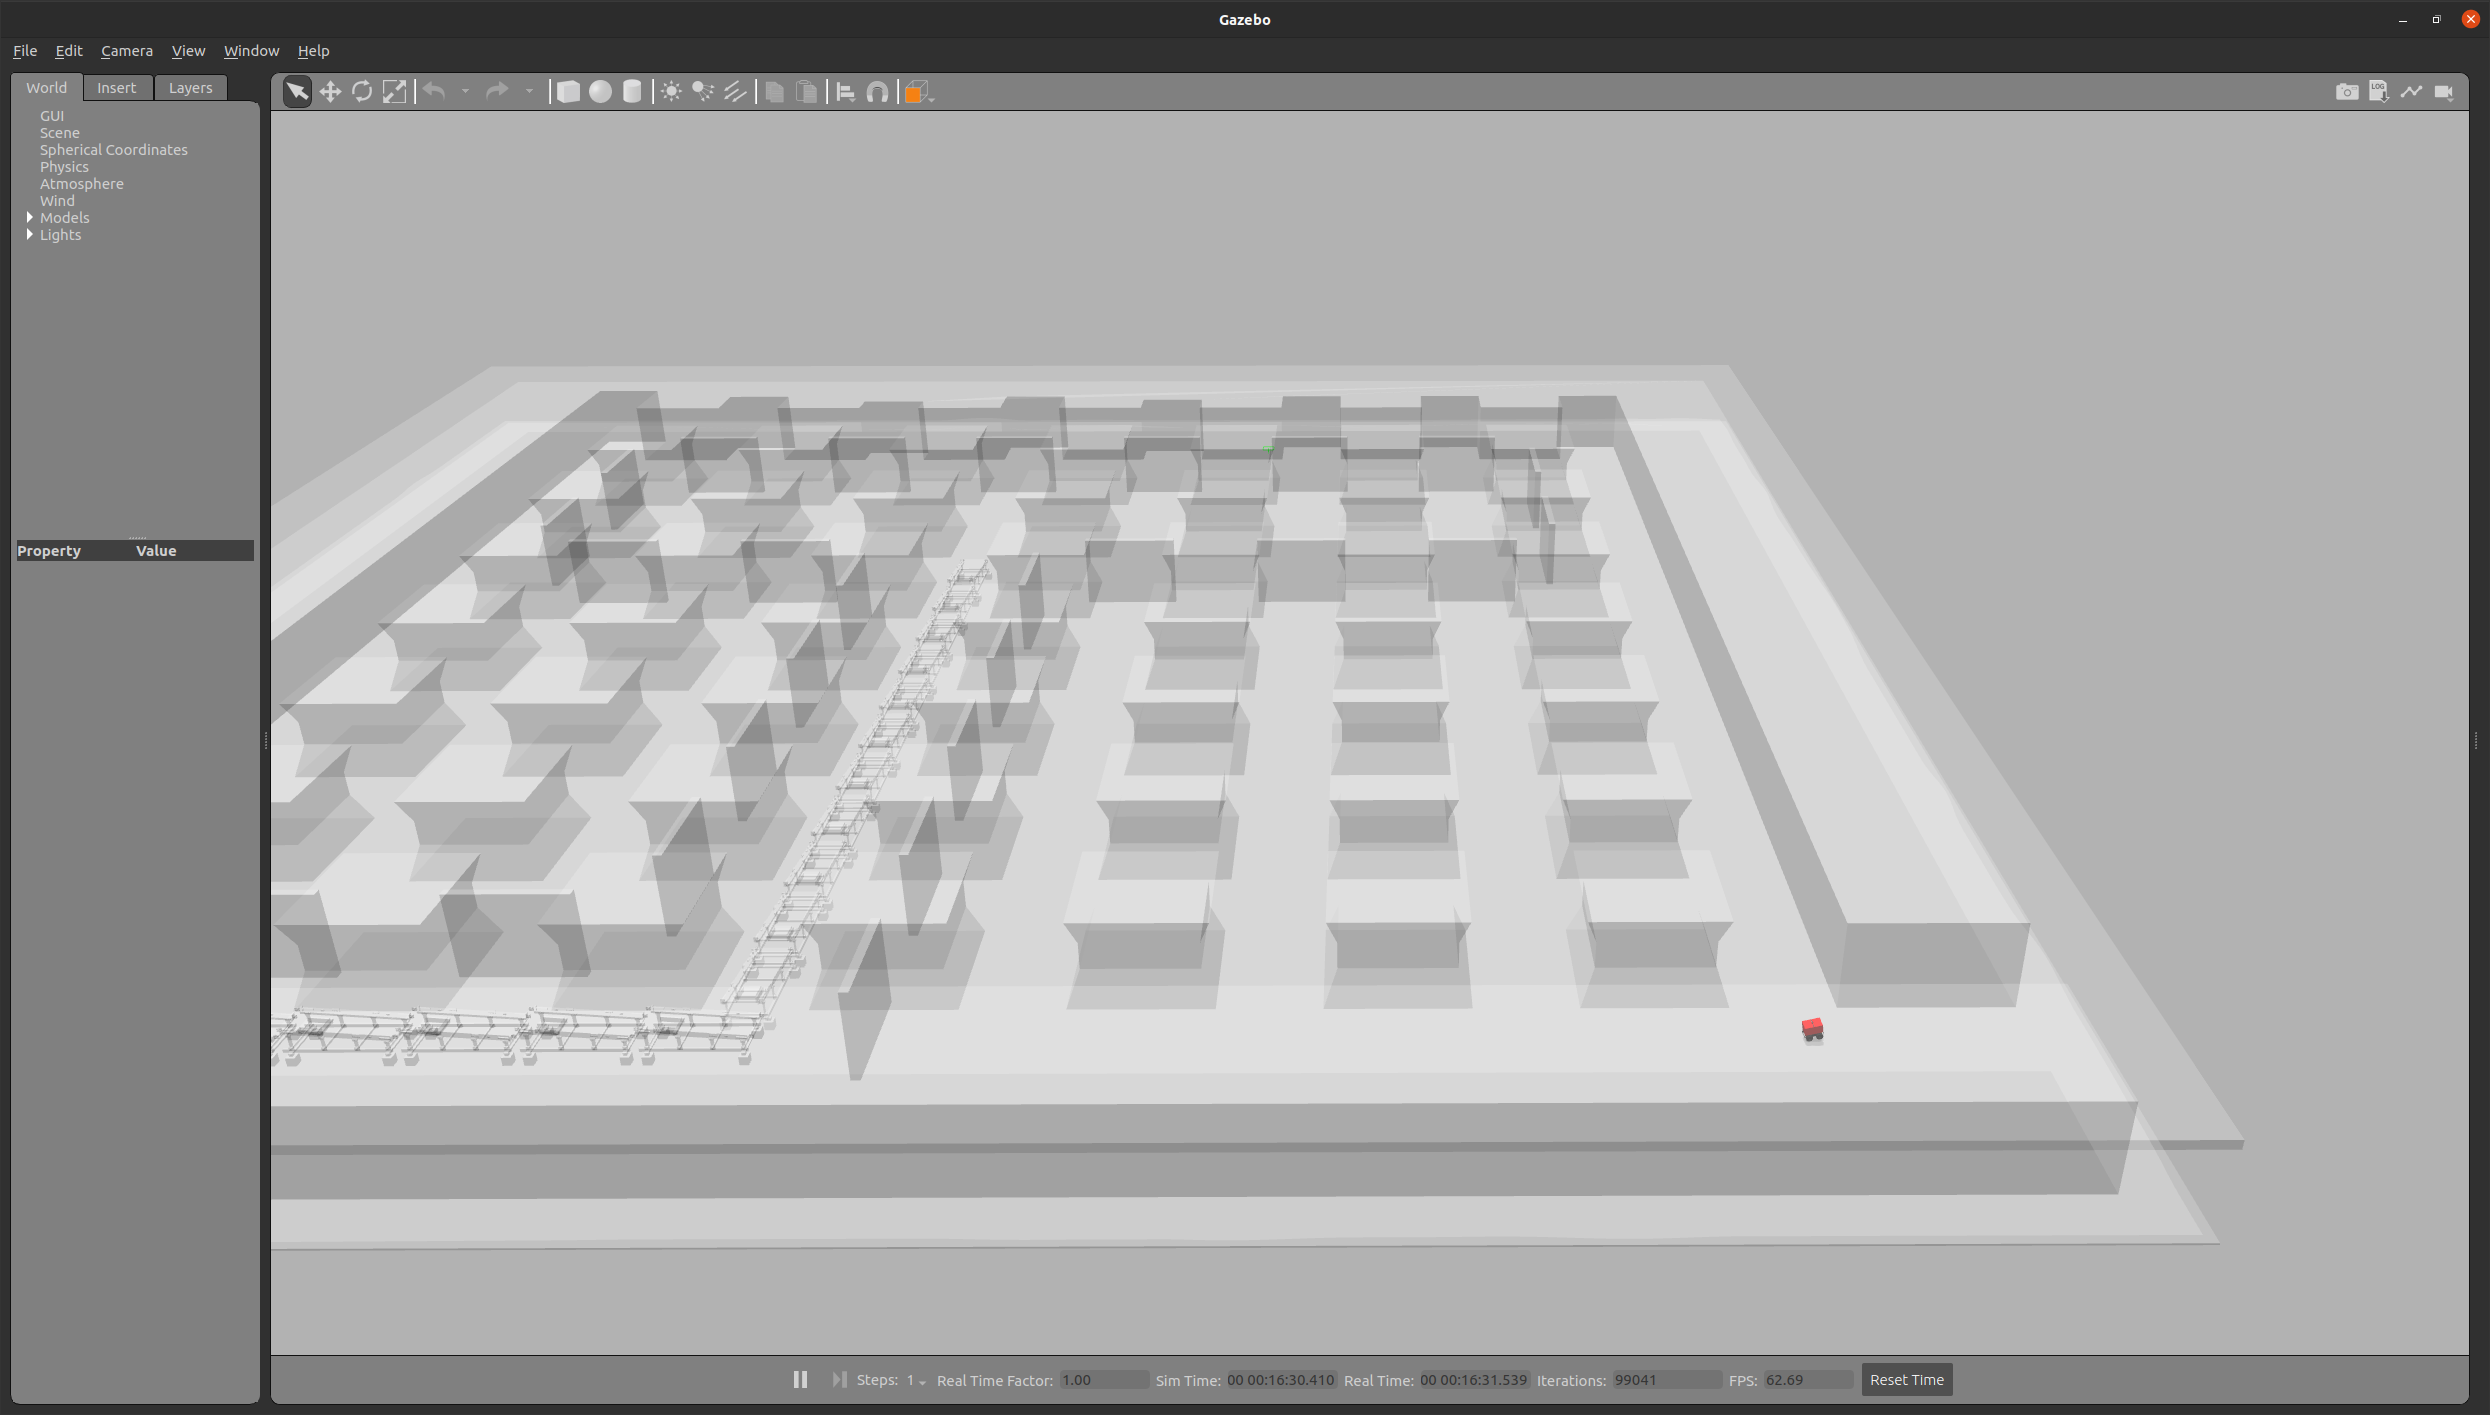 Gazebo
File Edit Camera View Window Help
World Insert Layers
LOG
GUI
Scene
Spherical Coordinates
Physics
Atmosphere
Wind
Models
Lights
Property Value
Steps: 1 Real Time Factor: 1.00 Sim Time: 00 00:16:30.410 Real Time: 00 00:16:31.539 Iterations: 99041 FPS: 62.69 Reset Time